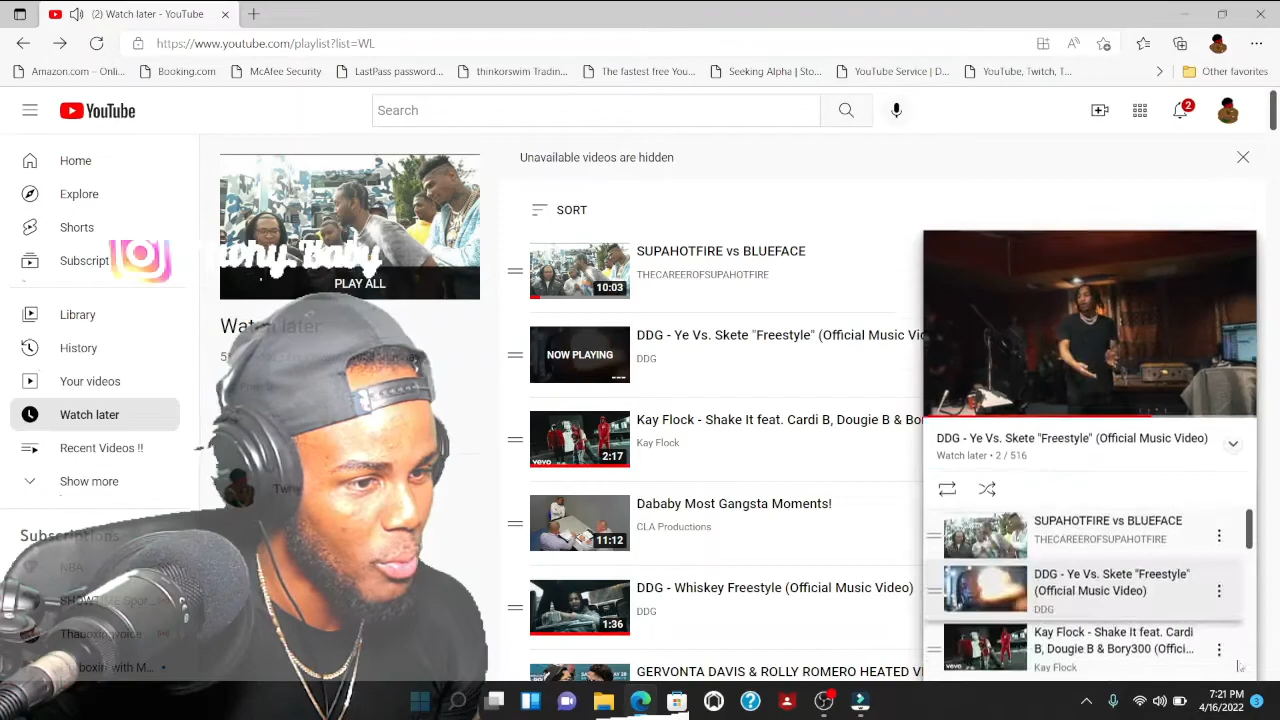 (2) Watch later - YouTube
https://www.youtube.com/playlist?list=WL
Amazon.com – Onli...
Booking.com
McAfee Security
LastPass password...
thinkorswim Tradin...
The fastest free You...
Seeking Alpha | Sto...
YouTube Service | D...
YouTube, Twitch,...
Other favorites
YouTube
Search
2
Home
Explore
Shorts
Subscript
Library
History
Your videos
Watch later
Recent Videos !!
Show more
Subscriptions
NBA
PLAY ALL
Watch later
Baby
Unavailable videos are hidden
SORT
SUPAHOTFIRE vs BLUEFACE
THECAREEROFSUPAHOTFIRE
10:03
DDG - Ye Vs. Skete "Freestyle" (Official Music Vi
DDG
NOW PLAYING
Kay Flock - Shake It feat. Cardi B, Dougie B & Bo
Kay Flock
vevo
2:17
Dababy Most Gangsta Moments!
CLA Productions
11:12
DDG - Whiskey Freestyle (Official Music Video)
DDG
1:36
GERVONTA DAVIS & ROLLY ROMERO HEATED V
DDG - Ye Vs. Skete "Freestyle" (Official Music Video)
Watch later • 2 / 516
SUPAHOTFIRE vs BLUEFACE
THECAREEROFSUPAHOTFIRE
DDG - Ye Vs. Skete "Freestyle"
(Official Music Video)
DDG
Kay Flock - Shake It feat. Cardi
B, Dougie B & Bory300 (Offici...
Kay Flock
vevo
7:21 PM
4/16/2022
3